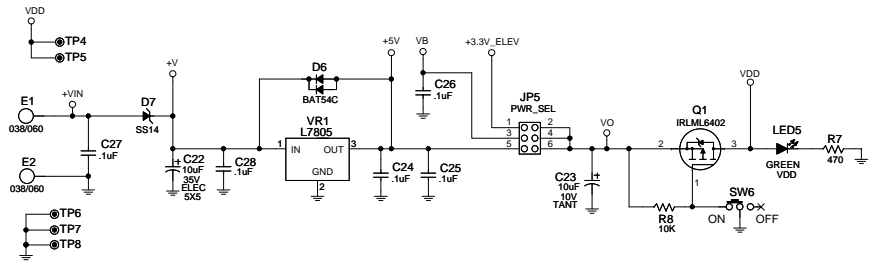 VDD
TP4
TP5
+V
+5V
VB
+3.3V_ELEV
D6
BAT54C
C26
.1uF
JP5
PWR_SEL
VDD
E1
+VIN
D7
SS14
038/060
C27
.1uF
VR1
L7805
1
IN
OUT
3
GND
2
1
2
3
4
5
6
VO
Q1
IRLML6402
2
3
1
LED5
GREEN
VDD
R7
470
E2
038/060
C22
10uF
35V
ELEC
5X5
C28
.1uF
C24
.1uF
C25
.1uF
C23
10uF
10V
TANT
R8
10K
SW6
ON
OFF
TP6
TP7
TP8